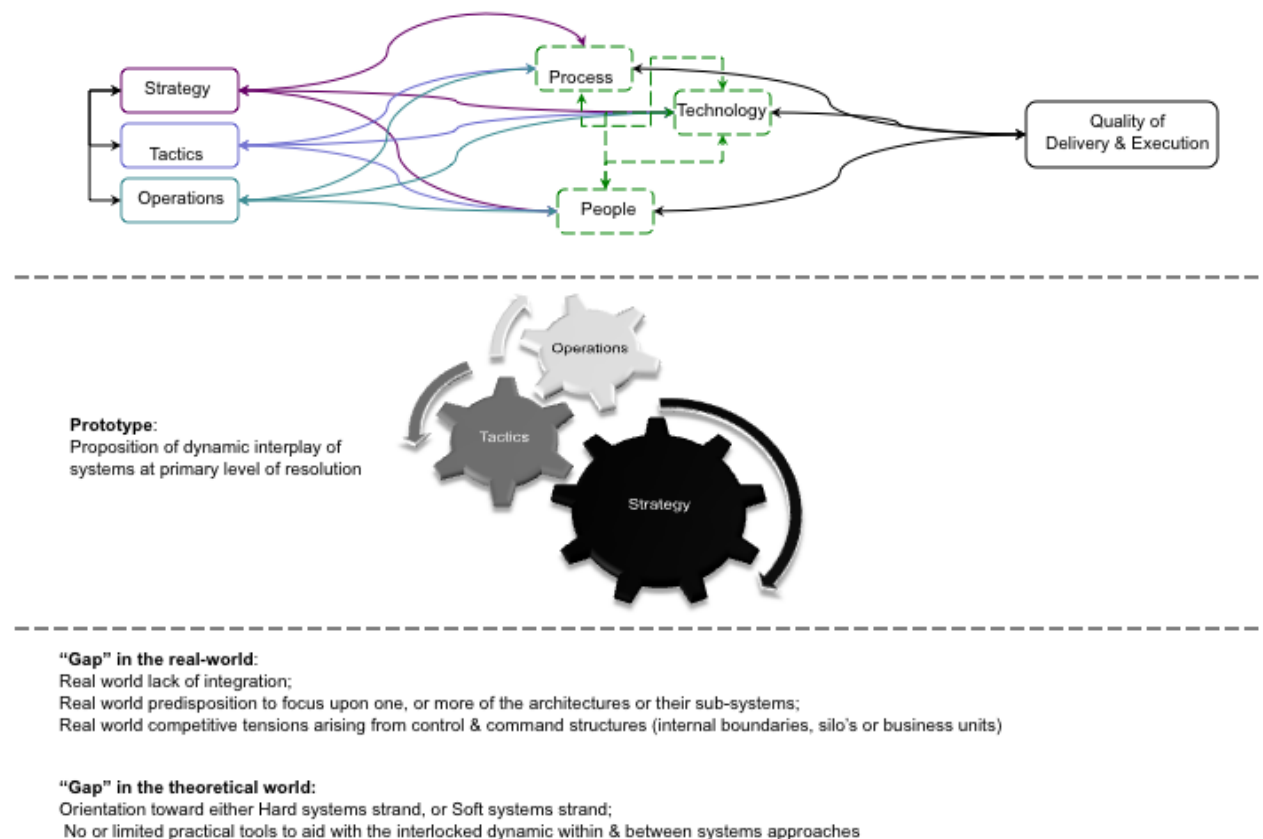 Strategy
Tactics
Operations
Process
Technology
People
Quality of
Delivery & Execution
Operations
Tactics
Strategy
Prototype:
Proposition of dynamic interplay of
systems at primary level of resolution
“Gap” in the real-world:
Real world lack of integration;
Real world predisposition to focus upon one, or more of the architectures or their sub-systems;
Real world competitive tensions arising from control & command structures (internal boundaries, silo's or business units)
“Gap” in the theoretical world:
Orientation toward either Hard systems strand, or Soft systems strand;
No or limited practical tools to aid with the interlocked dynamic within & between systems approaches